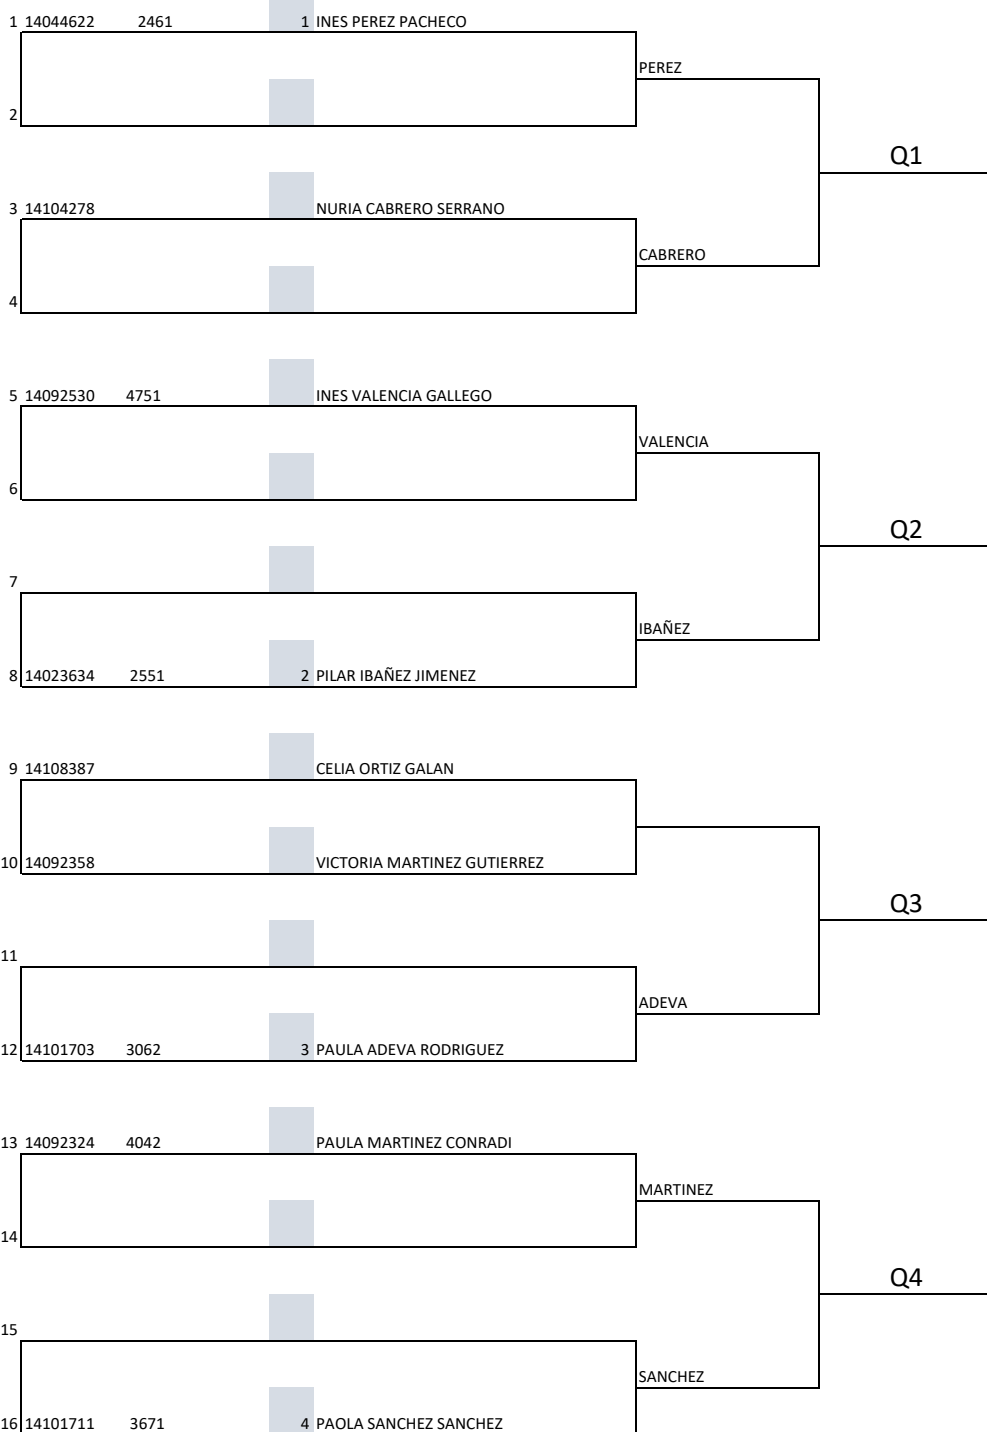 1 14044622 2461 1 INES PEREZ PACHECO
PEREZ
2
Q1
3 14104278 NURIA CABRERO SERRANO
CABRERO
4
5 14092530 4751 INES VALENCIA GALLEGO
VALENCIA
6
Q2
7
IBAÑEZ
8 14023634 2551 2 PILAR IBAÑEZ JIMENEZ
9 14108387 CELIA ORTIZ GALAN
10 14092358 VICTORIA MARTINEZ GUTIERREZ
Q3
11
ADEVA
12 14101703 3062 3 PAULA ADEVA RODRIGUEZ
13 14092324 4042 PAULA MARTINEZ CONRADI
MARTINEZ
14
Q4
15
SANCHEZ
16 14101711 3671 4 PAOLA SANCHEZ SANCHEZ